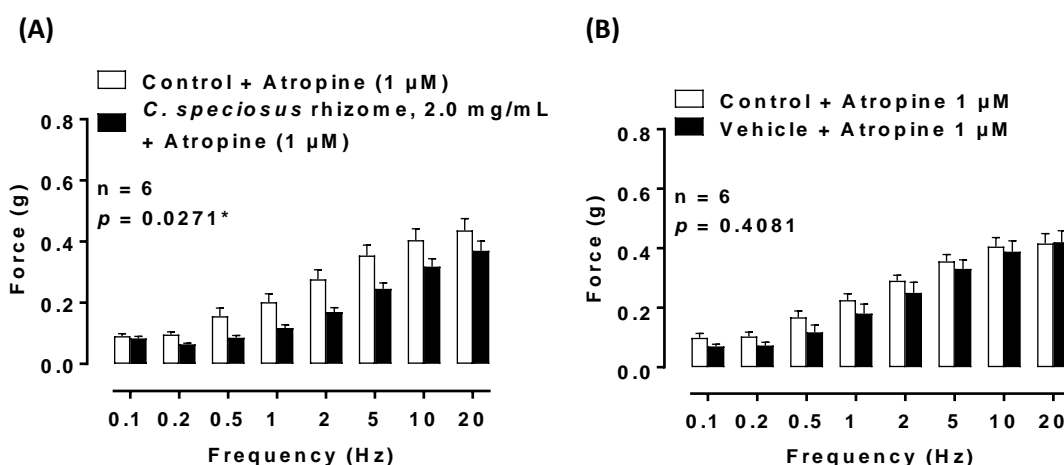 (A)
Control + Atropine (1 µM)
C. speciosus rhizome, 2.0 mg/mL
+ Atropine (1 µM)
n = 6
p = 0.0271*
Force (g)
0.8
0.6
0.4
0.2
0.0
0.1 0.2 0.5 1 2 5 10 20
Frequency (Hz)
(B)
Control + Atropine 1 µM
Vehicle + Atropine 1 µM
n = 6
p = 0.4081
Force (g)
0.8
0.6
0.4
0.2
0.0
0.1 0.2 0.5 1 2 5 10 20
Frequency (Hz)